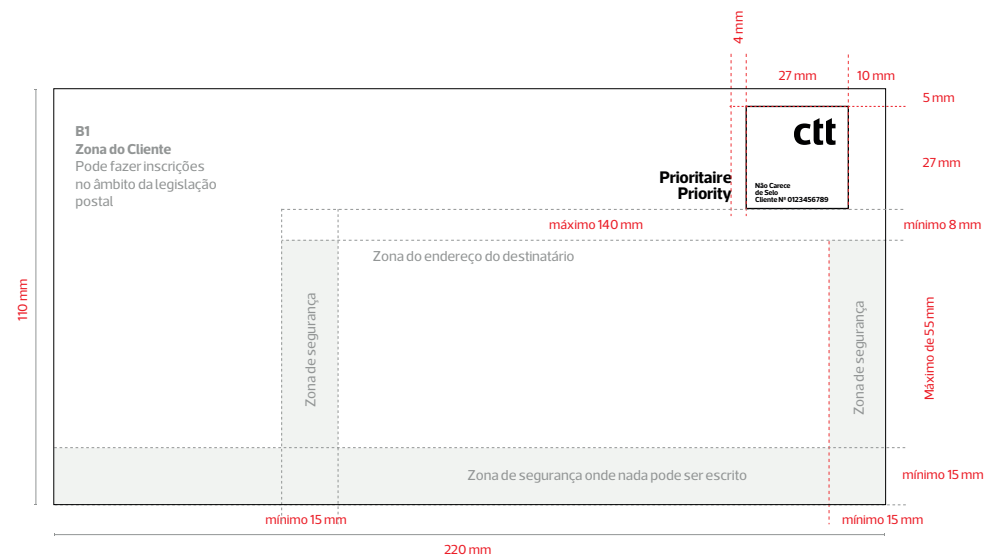 4 mm
27 mm
10 mm
5 mm
B1
Zona do Cliente
Pode fazer inscrições
no âmbito da legislação
postal
ctt
27 mm
Prioritaire
Priority
Não Carece
de Selo
Cliente Nº 0123456789
máximo 140 mm
mínimo 8 mm
Zona do endereço do destinatário
110 mm
Zona de segurança
Zona de segurança
Máximo de 55 mm
Zona de segurança onde nada pode ser escrito
mínimo 15 mm
mínimo 15 mm
mínimo 15 mm
220 mm